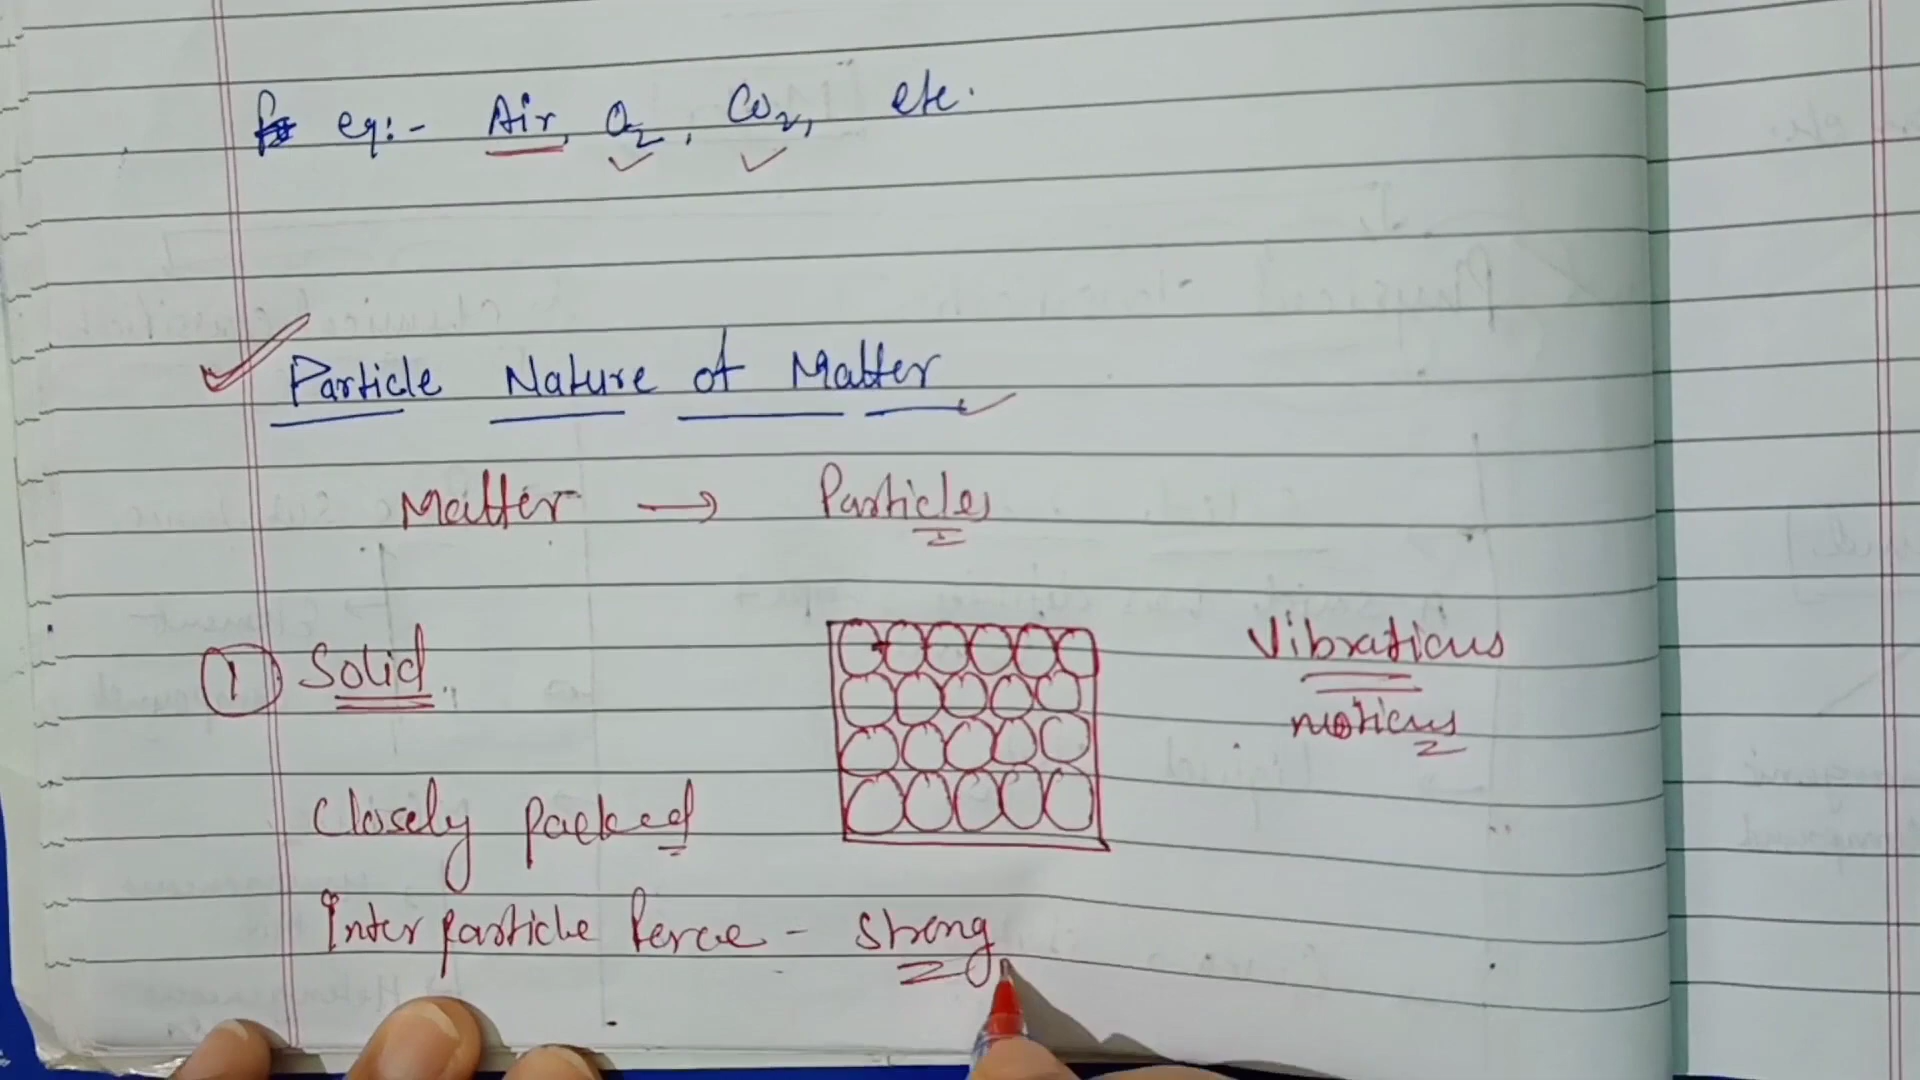 eg:- Air, O2, CO2, etc.
Particle Nature of Matter
Matter → Particles
① Solid
Vibrations
motions
Closely Packed
Inter particle force - strong